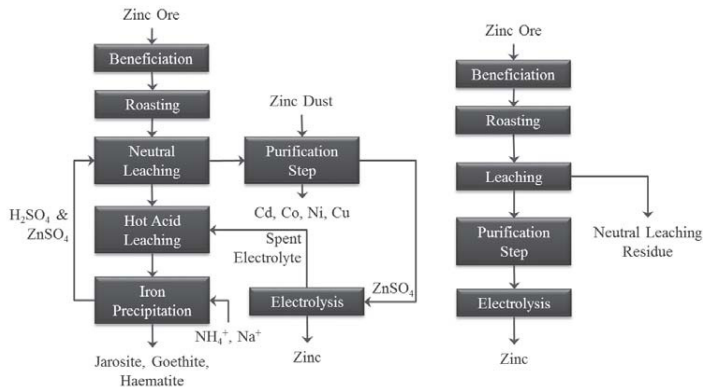 Zinc Ore
Beneficiation
Roasting
Zinc Dust
Neutral
Leaching
Purification
Step
H₂SO₄ &
ZnSO₄
Cd, Co, Ni, Cu
Hot Acid
Leaching
Spent
Electrolyte
Iron
Precipitation
Electrolysis
ZnSO₄
NH₄⁺, Na⁺
Zinc
Jarosite, Goethite,
Haematite
Zinc Ore
Beneficiation
Roasting
Leaching
Purification
Step
Neutral Leaching
Residue
Electrolysis
Zinc